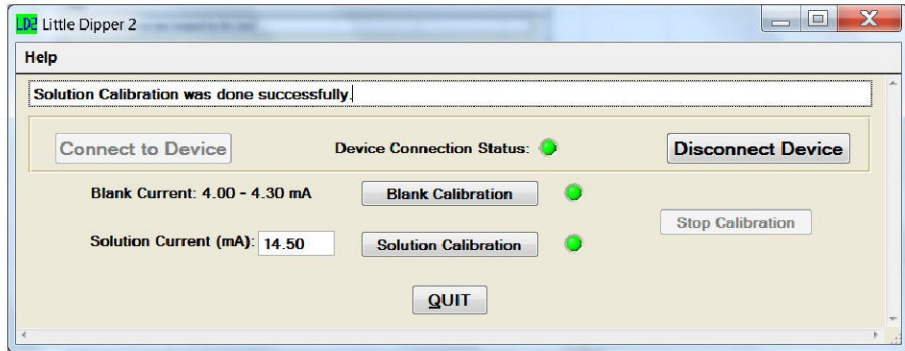 LD2 Little Dipper 2
Help
Solution Calibration was done successfully.
Connect to Device Device Connection Status: Disconnect Device
Blank Current: 4.00 - 4.30 mA Blank Calibration
Stop Calibration
Solution Current (mA): 14.50 Solution Calibration
QUIT